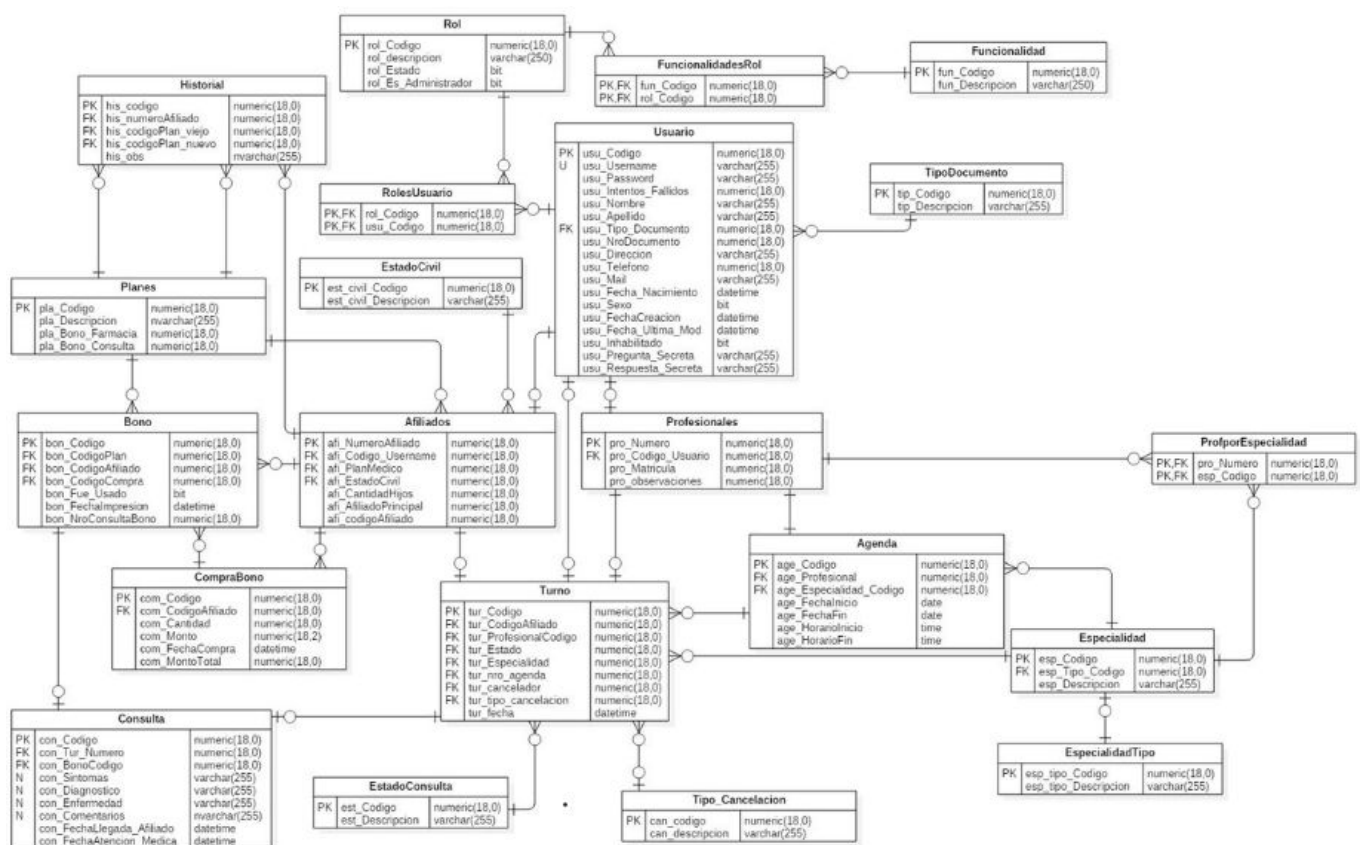 Rol
PK rol_Codigo numeric(18,0)
rol_descripcion varchar(250)
rol_Estado bit
rol_Es_Administrador bit
Funcionalidad
PK fun_Codigo numeric(18,0)
fun_Descripcion varchar(250)
FuncionalidadesRol
PK,FK fun_Codigo numeric(18,0)
PK,FK rol_Codigo numeric(18,0)
Historial
PK his_codigo numeric(18,0)
FK his_numeroAfiliado numeric(18,0)
FK his_codigoPlan_viejo numeric(18,0)
FK his_codigoPlan_nuevo numeric(18,0)
his_obs nvarchar(255)
Usuario
PK usu_Codigo numeric(18,0)
U usu_Username varchar(255)
usu_Password varchar(255)
usu_Intentos_Fallidos numeric(18,0)
usu_Nombre varchar(255)
usu_Apellido varchar(255)
FK usu_Tipo_Documento numeric(18,0)
usu_NroDocumento numeric(18,0)
usu_Direccion varchar(255)
usu_Telefono numeric(18,0)
usu_Mail varchar(255)
usu_Fecha_Nacimiento datetime
usu_Sexo bit
usu_FechaCreacion datetime
usu_Fecha_Ultima_Mod datetime
usu_Inhabilitado bit
usu_Pregunta_Secreta varchar(255)
usu_Respuesta_Secreta varchar(255)
TipoDocumento
PK tip_Codigo numeric(18,0)
tip_Descripcion varchar(255)
RolesUsuario
PK,FK rol_Codigo numeric(18,0)
PK,FK usu_Codigo numeric(18,0)
EstadoCivil
PK est_civil_Codigo numeric(18,0)
est_civil_Descripcion varchar(255)
Planes
PK pla_Codigo numeric(18,0)
pla_Descripcion nvarchar(255)
pla_Bono_Farmacia numeric(18,0)
pla_Bono_Consulta numeric(18,0)
Bono
PK bon_Codigo numeric(18,0)
FK bon_CodigoPlan numeric(18,0)
FK bon_CodigoAfiliado numeric(18,0)
FK bon_CodigoCompra numeric(18,0)
bon_Fue_Usado bit
bon_FechaImpresion datetime
bon_NroConsultaBono numeric(18,0)
Afiliados
PK afi_NumeroAfiliado numeric(18,0)
FK afi_Codigo_Username numeric(18,0)
FK afi_PlanMedico numeric(18,0)
FK afi_EstadoCivil numeric(18,0)
afi_CantidadHijos numeric(18,0)
afi_AfiliadoPrincipal numeric(18,0)
afi_codigoAfiliado numeric(18,0)
Profesionales
PK pro_Numero numeric(18,0)
FK pro_Codigo_Usuario numeric(18,0)
pro_Matricula numeric(18,0)
pro_observaciones numeric(18,0)
ProfporEspecialidad
PK,FK pro_Numero numeric(18,0)
PK,FK esp_Codigo numeric(18,0)
CompraBono
PK com_Codigo numeric(18,0)
FK com_CodigoAfiliado numeric(18,0)
com_Cantidad numeric(18,0)
com_Monto numeric(18,2)
com_FechaCompra datetime
com_MontoTotal numeric(18,0)
Turno
PK tur_Codigo numeric(18,0)
FK tur_CodigoAfiliado numeric(18,0)
FK tur_ProfesionalCodigo numeric(18,0)
FK tur_Estado numeric(18,0)
FK tur_Especialidad numeric(18,0)
FK tur_nro_agenda numeric(18,0)
FK tur_cancelador numeric(18,0)
FK tur_tipo_cancelacion numeric(18,0)
tur_fecha datetime
Agenda
PK age_Codigo numeric(18,0)
FK age_Profesional numeric(18,0)
FK age_Especialidad_Codigo numeric(18,0)
age_FechaInicio date
age_FechaFin date
age_HorarioInicio time
age_HorarioFin time
Especialidad
PK esp_Codigo numeric(18,0)
FK esp_Tipo_Codigo numeric(18,0)
esp_Descripcion varchar(255)
Consulta
PK con_Codigo numeric(18,0)
FK con_Tur_Numero numeric(18,0)
FK con_BonoCodigo numeric(18,0)
N con_Sintomas varchar(255)
N con_Diagnostico varchar(255)
N con_Enfermedad varchar(255)
N con_Comentarios nvarchar(255)
con_FechaLlegada_Afiliado datetime
con_FechaAtencion_Medica datetime
EstadoConsulta
PK est_Codigo numeric(18,0)
est_Descripcion varchar(255)
Tipo_Cancelacion
PK can_codigo numeric(18,0)
can_descripcion varchar(255)
EspecialidadTipo
PK esp_tipo_Codigo numeric(18,0)
esp_tipo_Descripcion varchar(255)